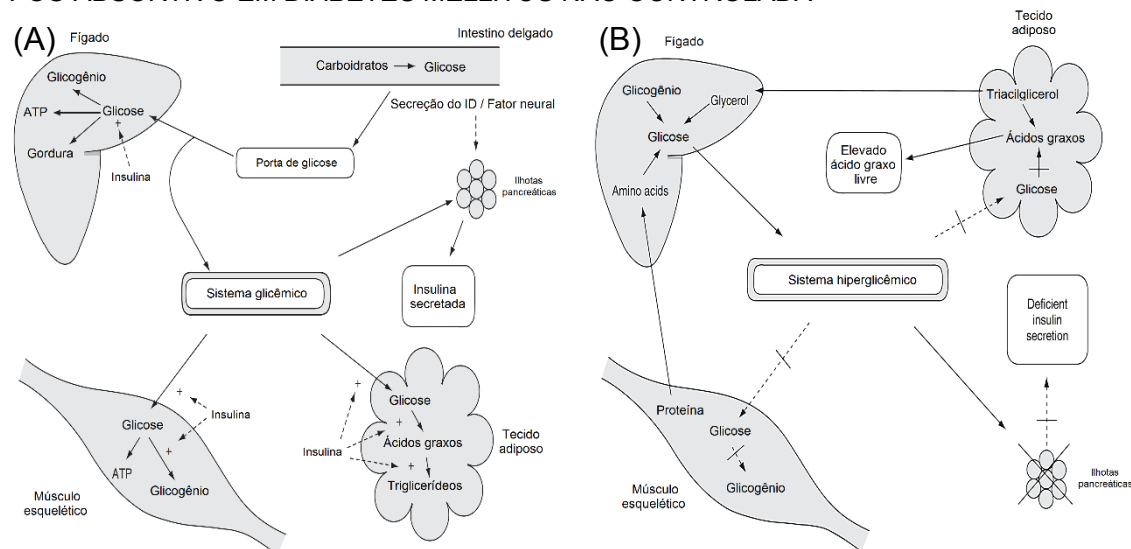 PÓS ABSORTIVO EM DIABETES MELLITUS NÃO CONTROLADA
(A)
Fígado
Intestino delgado
Carboidratos
Glicose
Glicogênio
ATP
Glicose
+
Gordura
Insulina
Secreção do ID / Fator neural
Porta de glicose
Ilhotas
pancreáticas
Sistema glicêmico
Insulina
secretada
+
Insulina
+
Glicose
ATP
Glicogênio
Músculo
esquelético
+
Insulina
Glicose
+
Ácidos graxos
+
Triglicerídeos
Tecido
adiposo
(B)
Fígado
Tecido
adiposo
Glicogênio
Glycerol
Glicose
Amino acids
Triacilglicerol
Ácidos graxos
Glicose
Elevado
ácido graxo
livre
Sistema hiperglicêmico
Deficient
insulin
secretion
Proteína
Glicose
Glicogênio
Músculo
esquelético
Ilhotas
pancreáticas